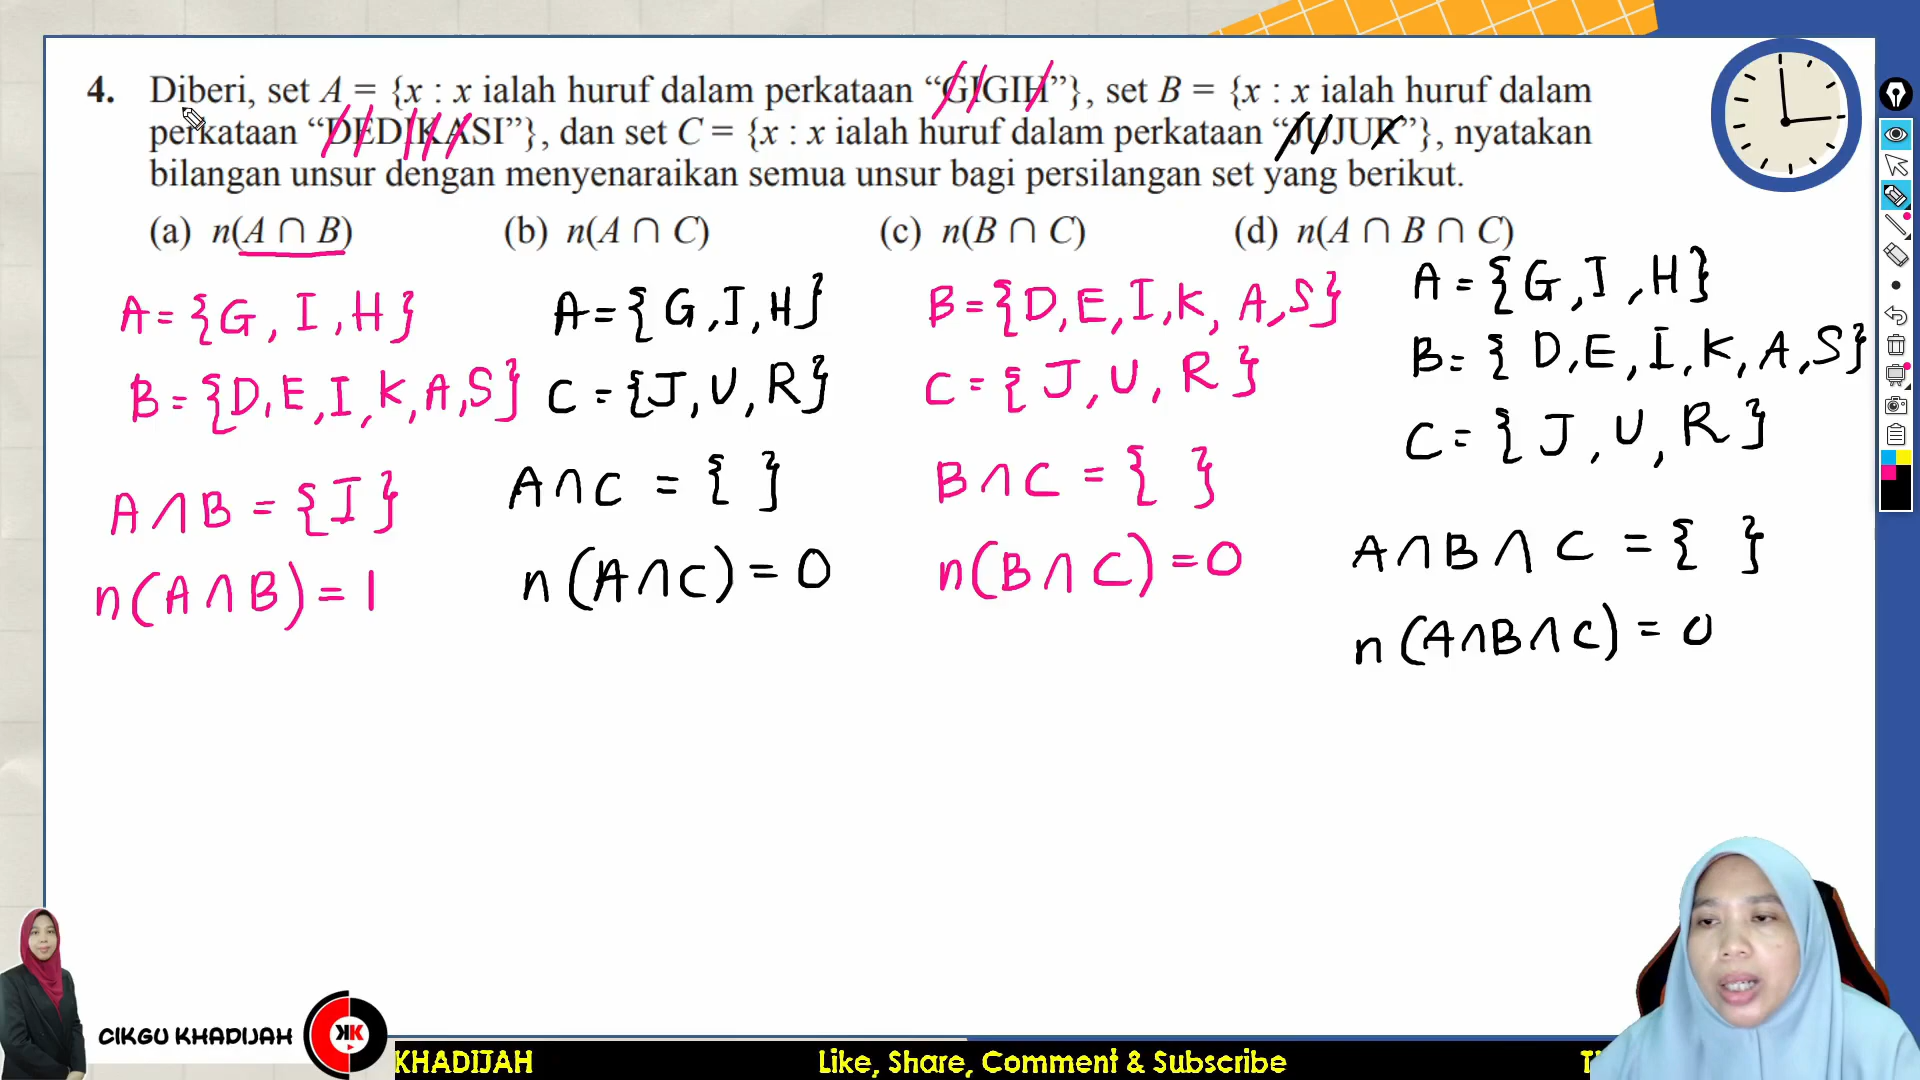 4. Diberi, set A = {x : x ialah huruf dalam perkataan “GIGIH”}, set B = {x : x ialah huruf dalam
perkataan “DEDIKASI”}, dan set C = {x : x ialah huruf dalam perkataan “JUJUR”}, nyatakan
bilangan unsur dengan menyenaraikan semua unsur bagi persilangan set yang berikut.
(a) n(A ∩ B) (b) n(A ∩ C) (c) n(B ∩ C) (d) n(A ∩ B ∩ C)
A = {G, I, H}
B = {D, E, I, K, A, S}
A ∩ B = {I}
n(A ∩ B) = 1
A = {G, I, H}
C = {J, U, R}
A ∩ C = { }
n(A ∩ C) = 0
B = {D, E, I, K, A, S}
C = {J, U, R}
B ∩ C = { }
n(B ∩ C) = 0
A = {G, I, H}
B = {D, E, I, K, A, S}
C = {J, U, R}
A ∩ B ∩ C = { }
n(A ∩ B ∩ C) = 0
CIKGU KHADIJAH
KK
KHADIJAH Like, Share, Comment & Subscribe